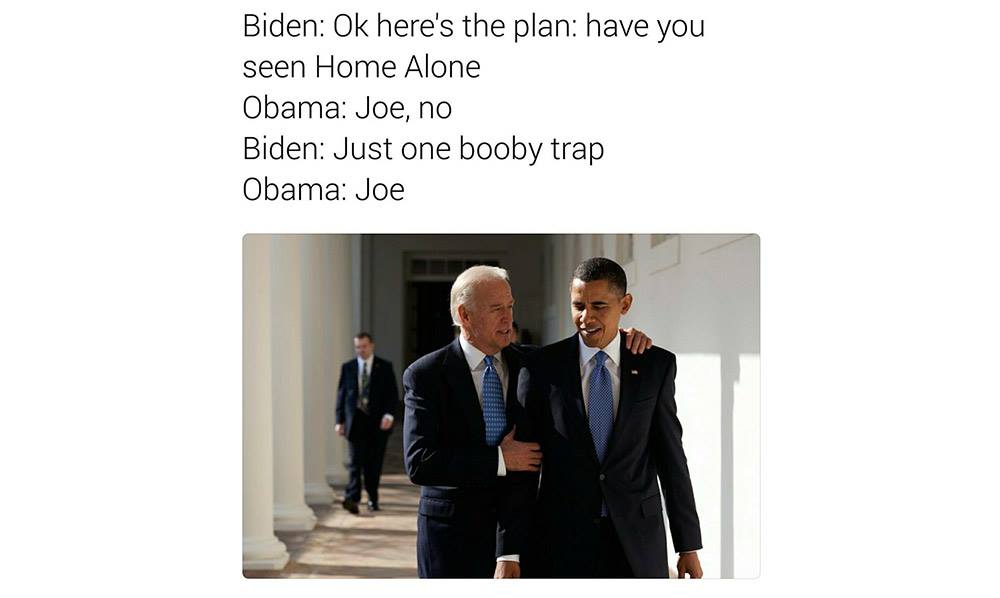 Biden: Ok here's the plan: have you
seen Home Alone
Obama: Joe, no
Biden: Just one booby trap
Obama: Joe